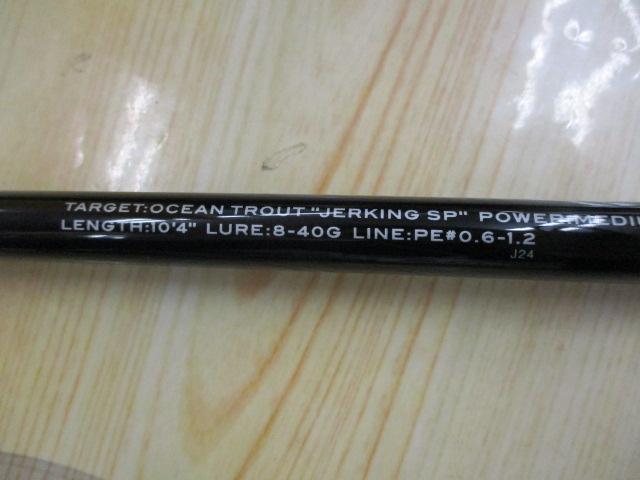 TARGET:OCEAN TROUT "JERKING SP" POWER:MEDI
LENGTH:10'4" LURE:8-40G LINE:PE#0.6-1.2
J24